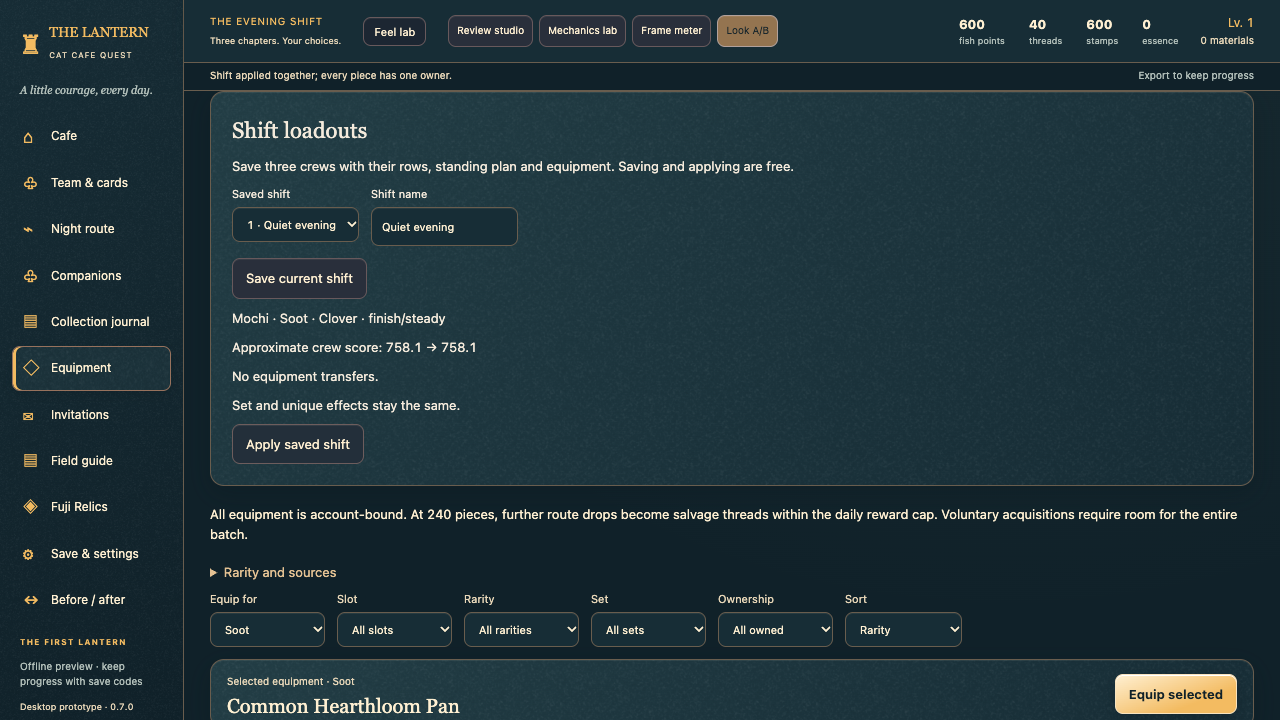 THE LANTERN
CAT CAFE QUEST
A little courage, every day.
Cafe
Team & cards
Night route
Companions
Collection journal
Equipment
Invitations
Field guide
Fuji Relics
Save & settings
Before / after
THE FIRST LANTERN
Offline preview · keep
progress with save codes
Desktop prototype · 0.7.0
THE EVENING SHIFT
Three chapters. Your choices.
Feel lab
Review studio
Mechanics lab
Frame meter
Look A/B
600
fish points
40
threads
600
stamps
0
essence
Lv. 1
0 materials
Shift applied together; every piece has one owner.
Export to keep progress
Shift loadouts
Save three crews with their rows, standing plan and equipment. Saving and applying are free.
Saved shift
Shift name
1 · Quiet evening
Quiet evening
Save current shift
Mochi · Soot · Clover · finish/steady
Approximate crew score: 758.1 → 758.1
No equipment transfers.
Set and unique effects stay the same.
Apply saved shift
All equipment is account-bound. At 240 pieces, further route drops become salvage threads within the daily reward cap. Voluntary acquisitions require room for the entire
batch.
Rarity and sources
Equip for
Slot
Rarity
Set
Ownership
Sort
Soot
All slots
All rarities
All sets
All owned
Rarity
Selected equipment · Soot
Common Hearthloom Pan
Equip selected